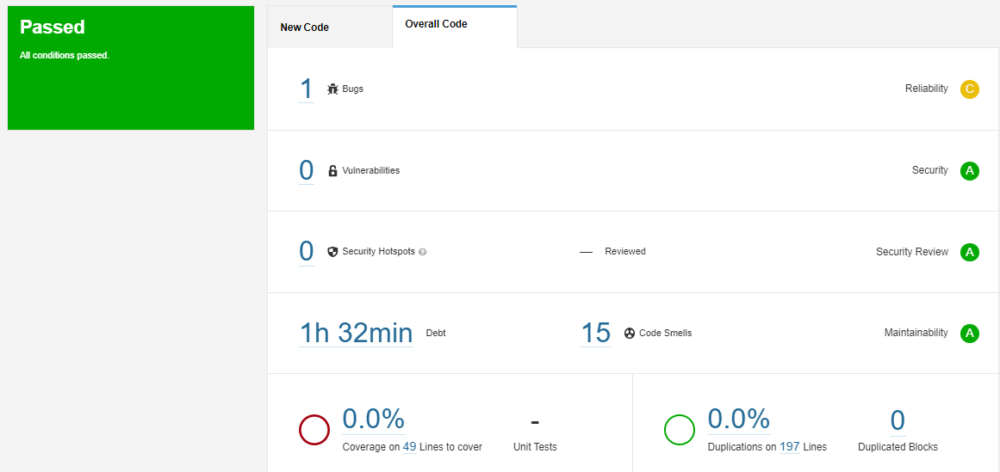 Passed
All conditions passed.
New Code
Overall Code
1 Bugs
Reliability C
0 Vulnerabilities
Security A
0 Security Hotspots ?
— Reviewed
Security Review A
1h 32min Debt
15 Code Smells
Maintainability A
0.0%
Coverage on 49 Lines to cover
-
Unit Tests
0.0%
Duplications on 197 Lines
0
Duplicated Blocks